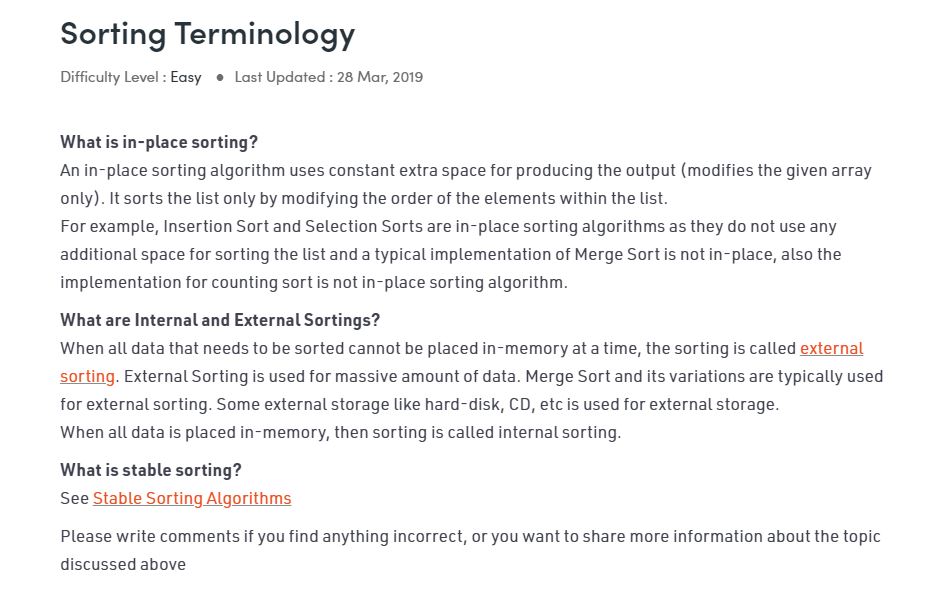 Sorting Terminology
Difficulty Level : Easy ● Last Updated : 28 Mar, 2019
What is in-place sorting?
An in-place sorting algorithm uses constant extra space for producing the output (modifies the given array
only). It sorts the list only by modifying the order of the elements within the list.
For example, Insertion Sort and Selection Sorts are in-place sorting algorithms as they do not use any
additional space for sorting the list and a typical implementation of Merge Sort is not in-place, also the
implementation for counting sort is not in-place sorting algorithm.
What are Internal and External Sortings?
When all data that needs to be sorted cannot be placed in-memory at a time, the sorting is called external
sorting. External Sorting is used for massive amount of data. Merge Sort and its variations are typically used
for external sorting. Some external storage like hard-disk, CD, etc is used for external storage.
When all data is placed in-memory, then sorting is called internal sorting.
What is stable sorting?
See Stable Sorting Algorithms
Please write comments if you find anything incorrect, or you want to share more information about the topic
discussed above